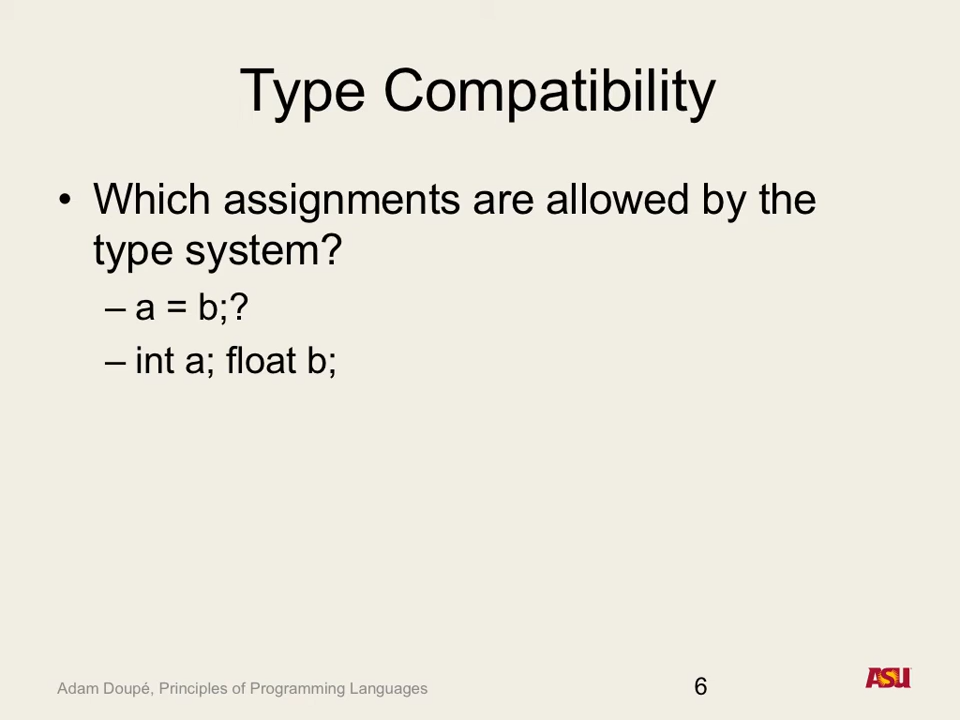 Type Compatibility
• Which assignments are allowed by the
type system?
– a = b;?
– int a; float b;
Adam Doupé, Principles of Programming Languages
6
ASU